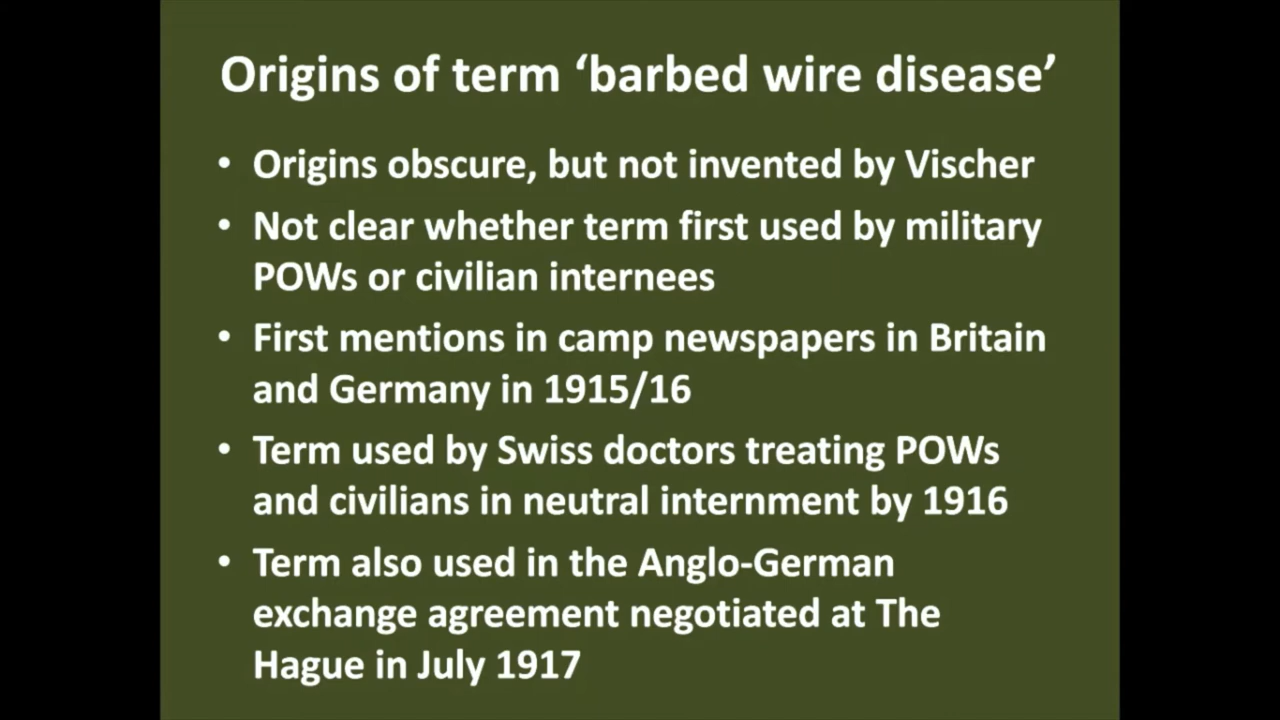 Origins of term ‘barbed wire disease’
• Origins obscure, but not invented by Vischer
• Not clear whether term first used by military
POWs or civilian internees
• First mentions in camp newspapers in Britain
and Germany in 1915/16
• Term used by Swiss doctors treating POWs
and civilians in neutral internment by 1916
• Term also used in the Anglo-German
exchange agreement negotiated at The
Hague in July 1917